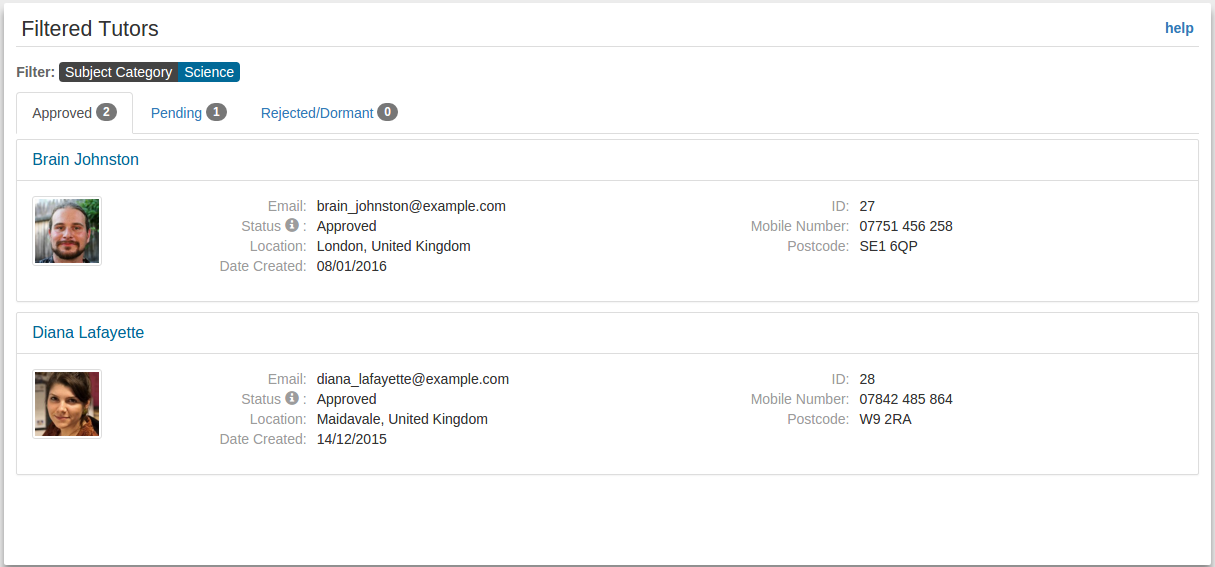 Filtered Tutors help
Filter: Subject Category Science
Approved 2 Pending 1 Rejected/Dormant 0
Brain Johnston
Email: brain_johnston@example.com ID: 27
Status i : Approved Mobile Number: 07751 456 258
Location: London, United Kingdom Postcode: SE1 6QP
Date Created: 08/01/2016
Diana Lafayette
Email: diana_lafayette@example.com ID: 28
Status i : Approved Mobile Number: 07842 485 864
Location: Maidavale, United Kingdom Postcode: W9 2RA
Date Created: 14/12/2015